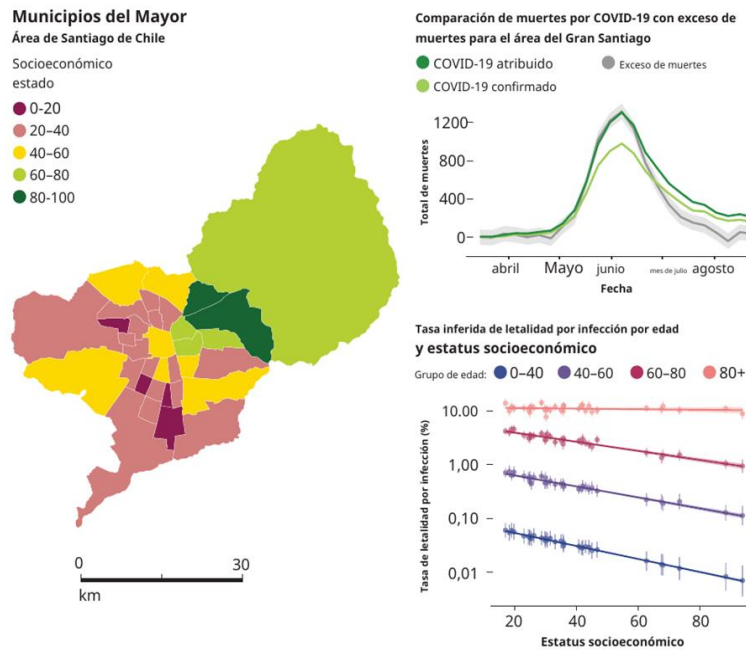 Municipios del Mayor
Área de Santiago de Chile
Socioeconómico
estado
0-20
20–40
40–60
60–80
80-100
0
30
km
Comparación de muertes por COVID-19 con exceso de
muertes para el área del Gran Santiago
COVID-19 atribuido
Exceso de muertes
COVID-19 confirmado
Total de muertes
1200
800
400
0
abril
Mayo
junio
mes de julio
agosto
Fecha
Tasa inferida de letalidad por infección por edad
y estatus socioeconómico
Grupo de edad:
0–40
40–60
60–80
80+
Tasa de letalidad por infección (%)
10.00
1,00
0,10
0,01
20
40
60
80
Estatus socioeconómico